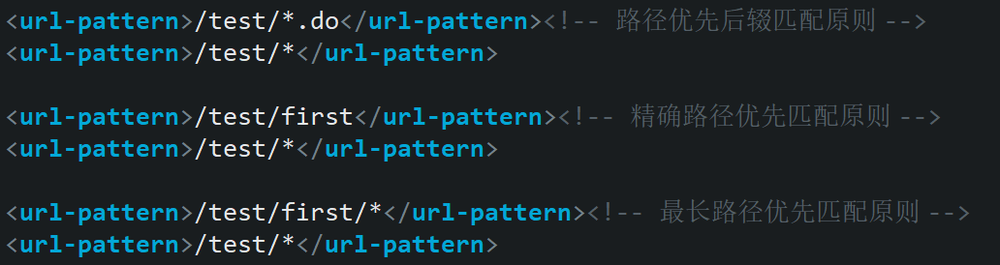 <url-pattern>/test/*.do</url-pattern><!-- 路径优先后缀匹配原则 -->
<url-pattern>/test/*</url-pattern>
<url-pattern>/test/first</url-pattern><!-- 精确路径优先匹配原则 -->
<url-pattern>/test/*</url-pattern>
<url-pattern>/test/first/*</url-pattern><!-- 最长路径优先匹配原则 -->
<url-pattern>/test/*</url-pattern>